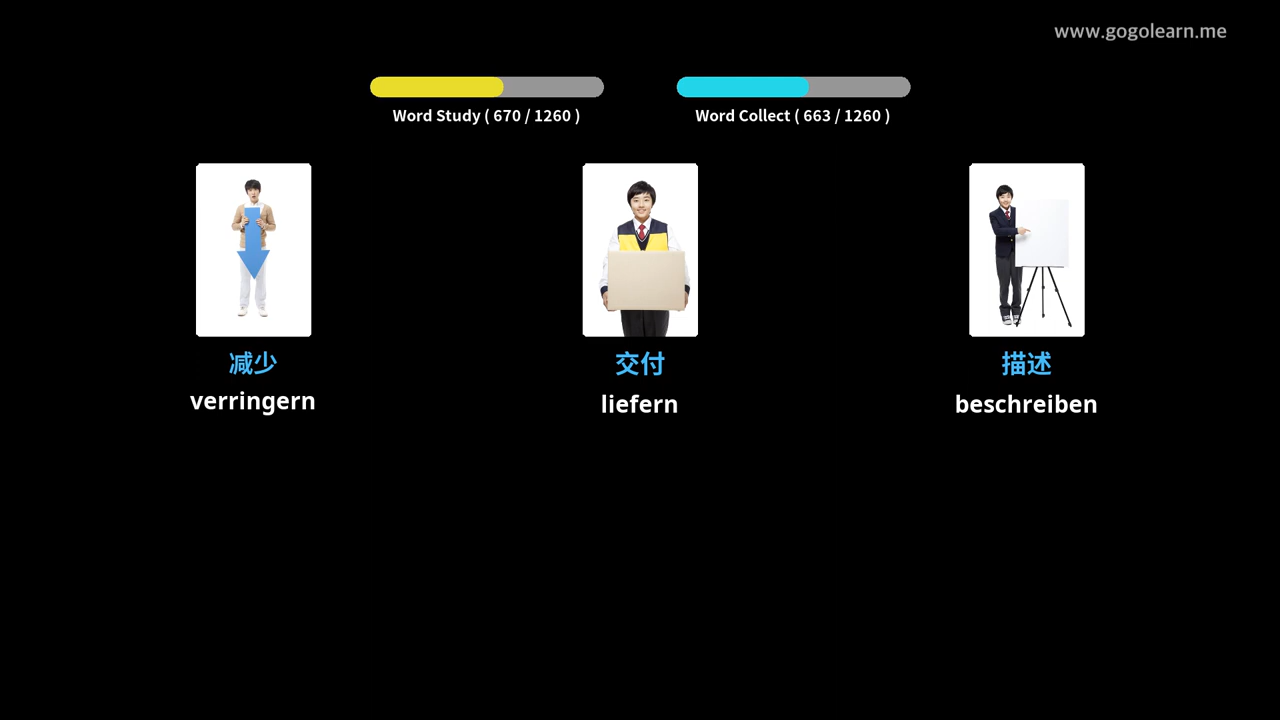 www.gogolearn.me
Word Study ( 670 / 1260 )
Word Collect ( 663 / 1260 )
减少
交付
描述
verringern
liefern
beschreiben